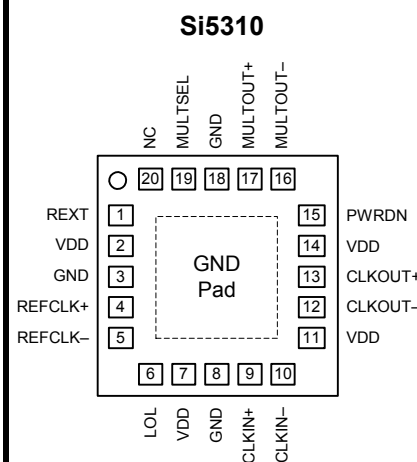 Si5310
NC
MULTSEL
GND
MULTOUT+
MULTOUT–
20 19 18 17 16
REXT 1
VDD 2
GND 3
REFCLK+ 4
REFCLK– 5
GND
Pad
15 PWRDN
14 VDD
13 CLKOUT+
12 CLKOUT–
11 VDD
6 7 8 9 10
LOL
VDD
GND
CLKIN+
CLKIN–